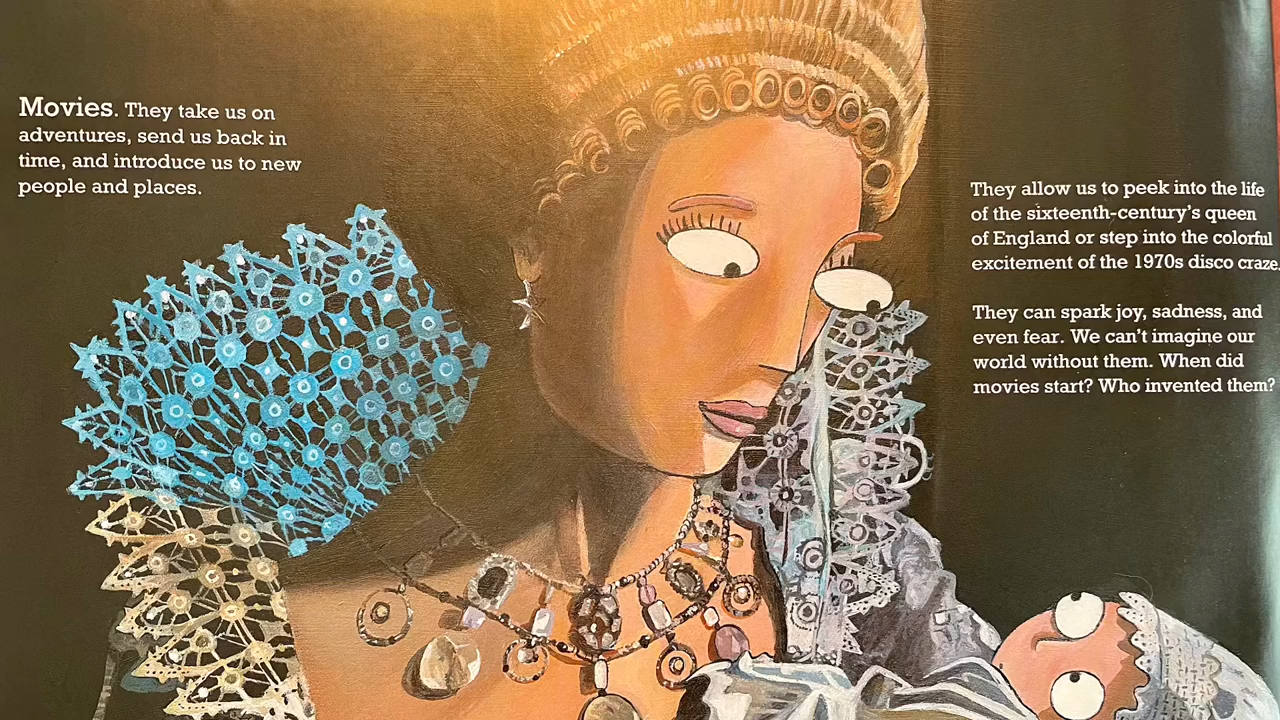 Movies. They take us on
adventures, send us back in
time, and introduce us to new
people and places.
They allow us to peek into the life
of the sixteenth-century's queen
of England or step into the colorful
excitement of the 1970s disco craze.
They can spark joy, sadness, and
even fear. We can't imagine our
world without them. When did
movies start? Who invented them?